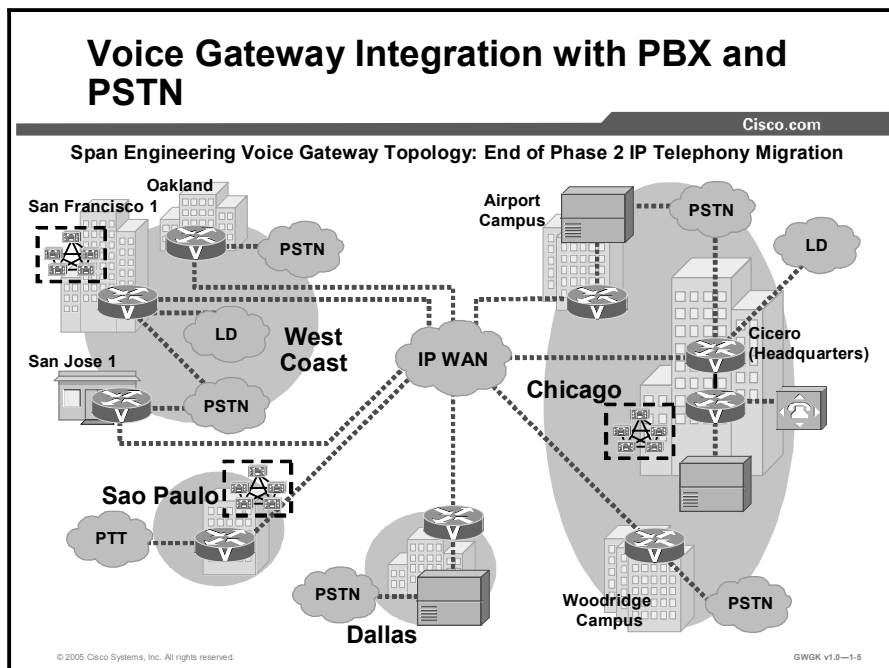 Voice Gateway Integration with PBX and
PSTN
Cisco.com
Span Engineering Voice Gateway Topology: End of Phase 2 IP Telephony Migration
Oakland
San Francisco 1
V
PSTN
V
LD
West
Coast
San Jose 1
V
PSTN
IP WAN
Airport
Campus
PSTN
LD
V
Cicero
(Headquarters)
V
Chicago
V
Sao Paulo
PTT
V
V
PSTN
Dallas
V
Woodridge
Campus
PSTN
© 2005 Cisco Systems, Inc. All rights reserved.
GWGK v1.0—1-5